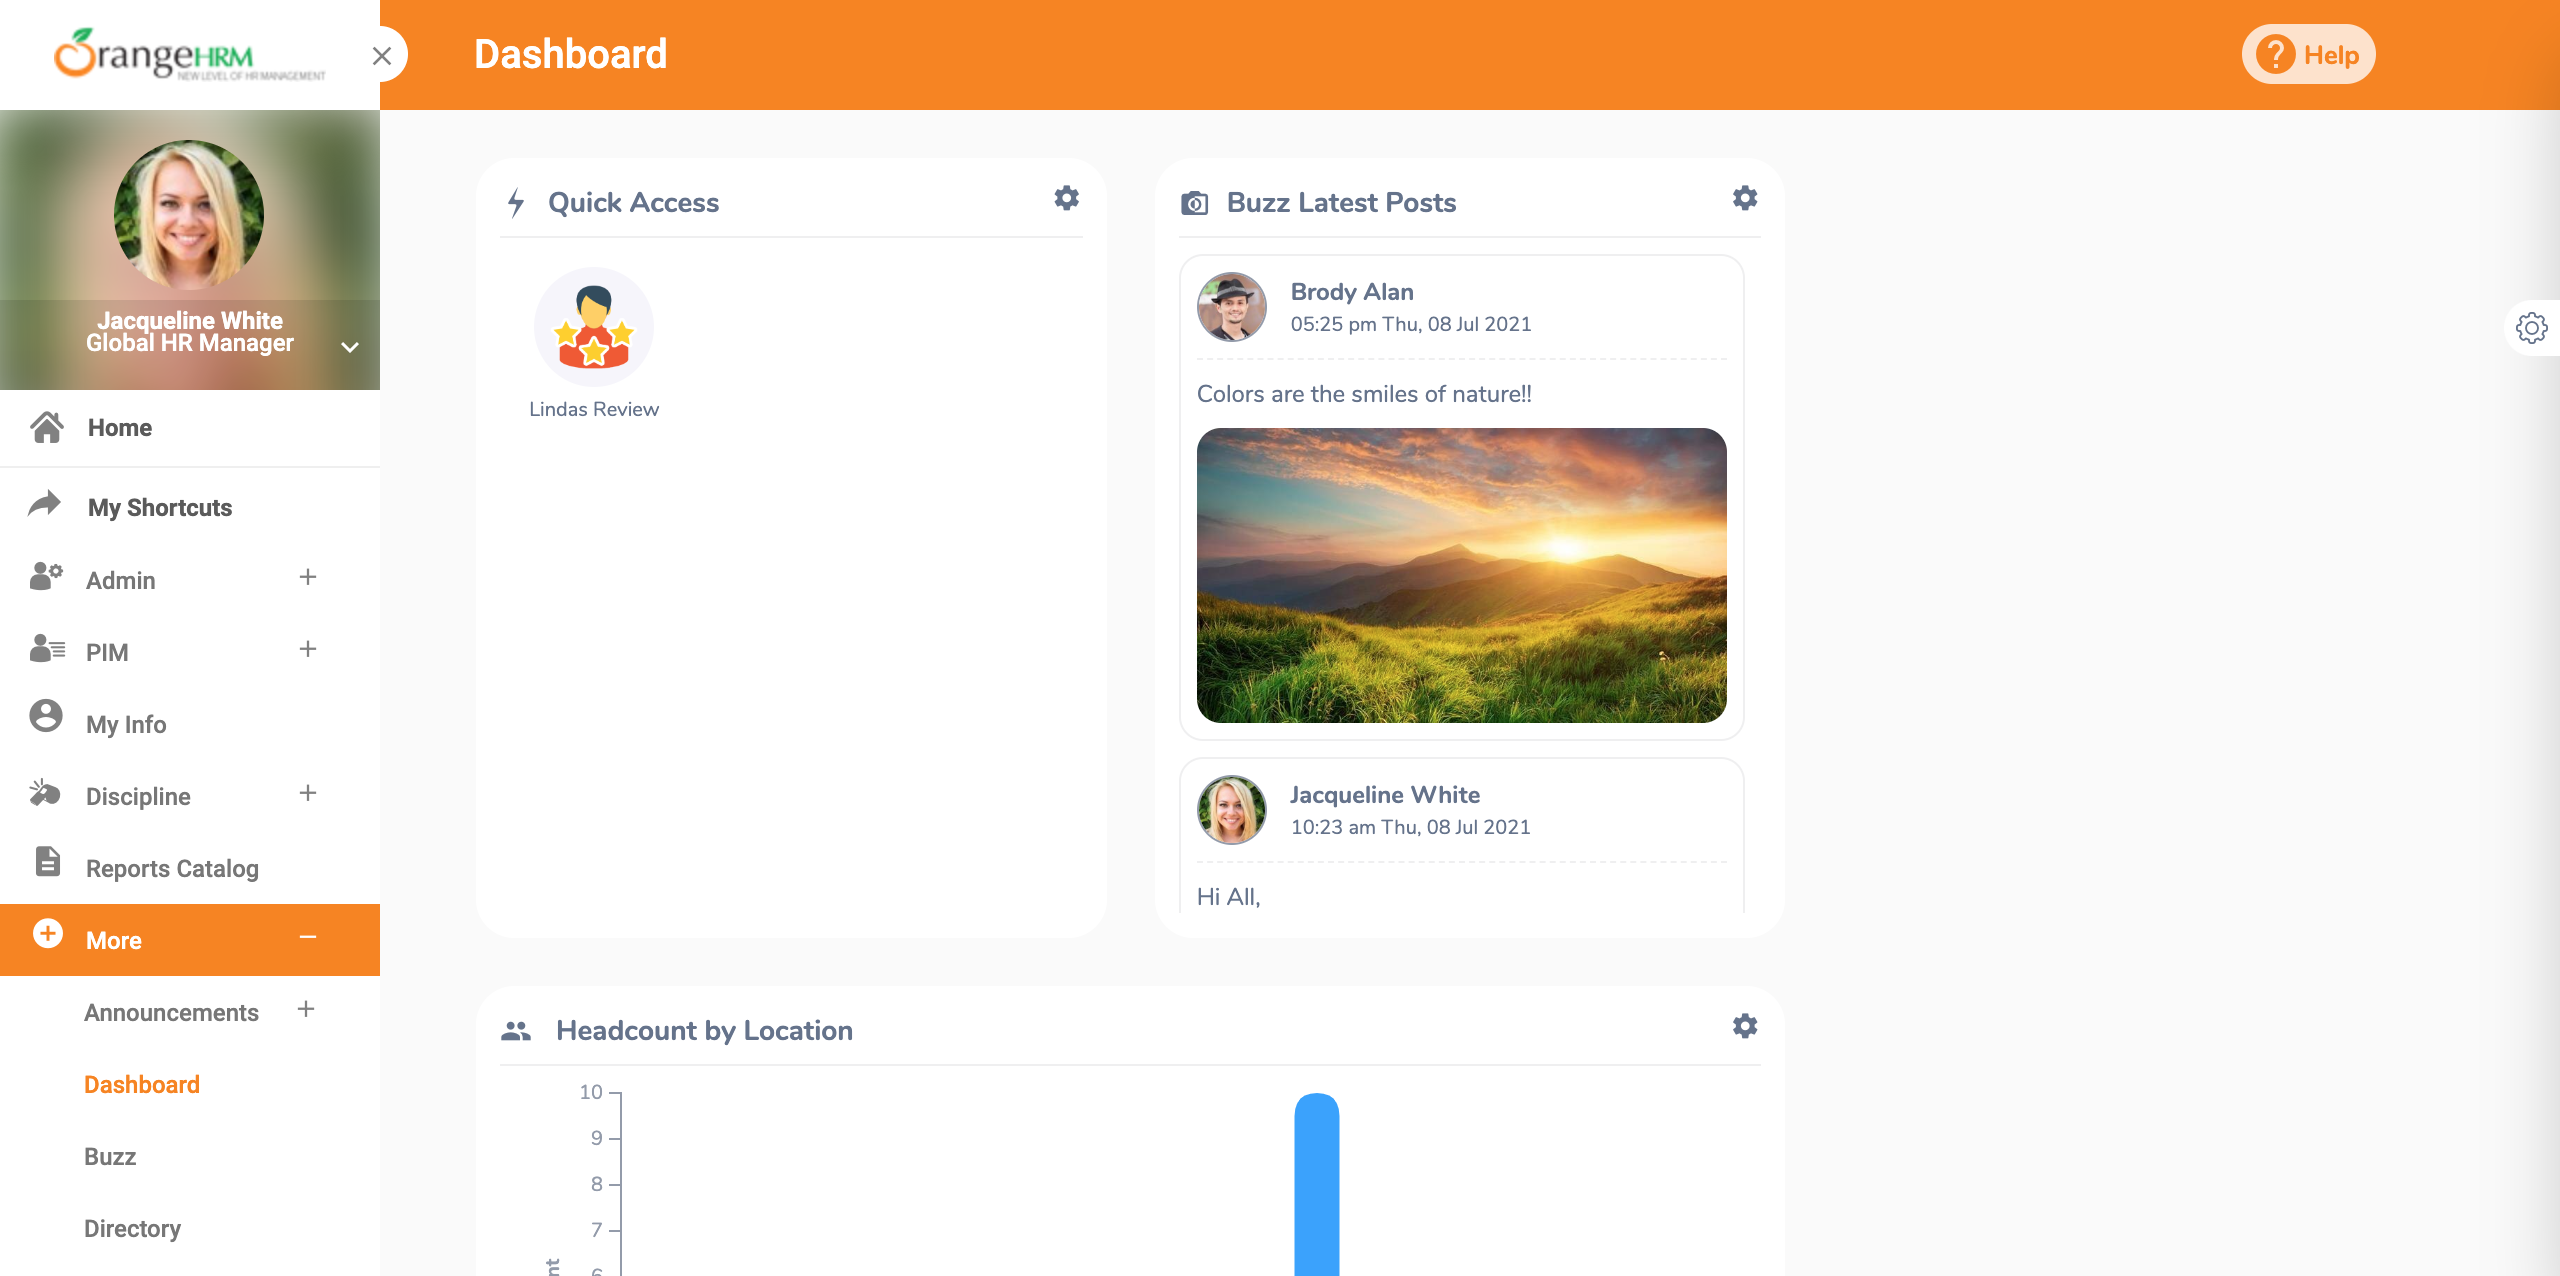 OrangeHRM
NEW LEVEL OF HR MANAGEMENT
Dashboard
Help
Jacqueline White
Global HR Manager
Home
My Shortcuts
Admin
PIM
My Info
Discipline
Reports Catalog
More
Announcements
Dashboard
Buzz
Directory
Quick Access
Lindas Review
Buzz Latest Posts
Brody Alan
05:25 pm Thu, 08 Jul 2021
Colors are the smiles of nature!!
Jacqueline White
10:23 am Thu, 08 Jul 2021
Hi All,
Headcount by Location
10
9
8
7
6